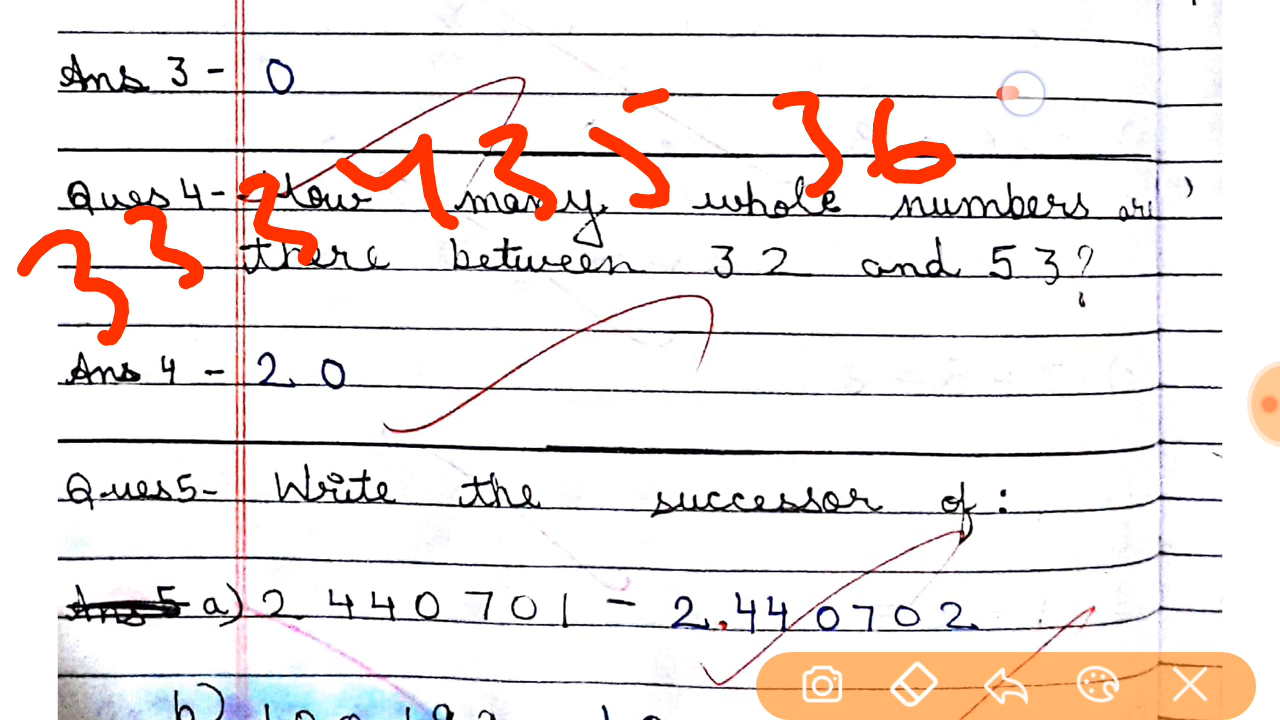 Ans 3 - 0
33 34 35 36
Ques 4 - How many whole numbers are
there between 32 and 53?
Ans 4 - 20
Ques 5 - Write the successor of :
a) 2440701 - 2,440702
b)